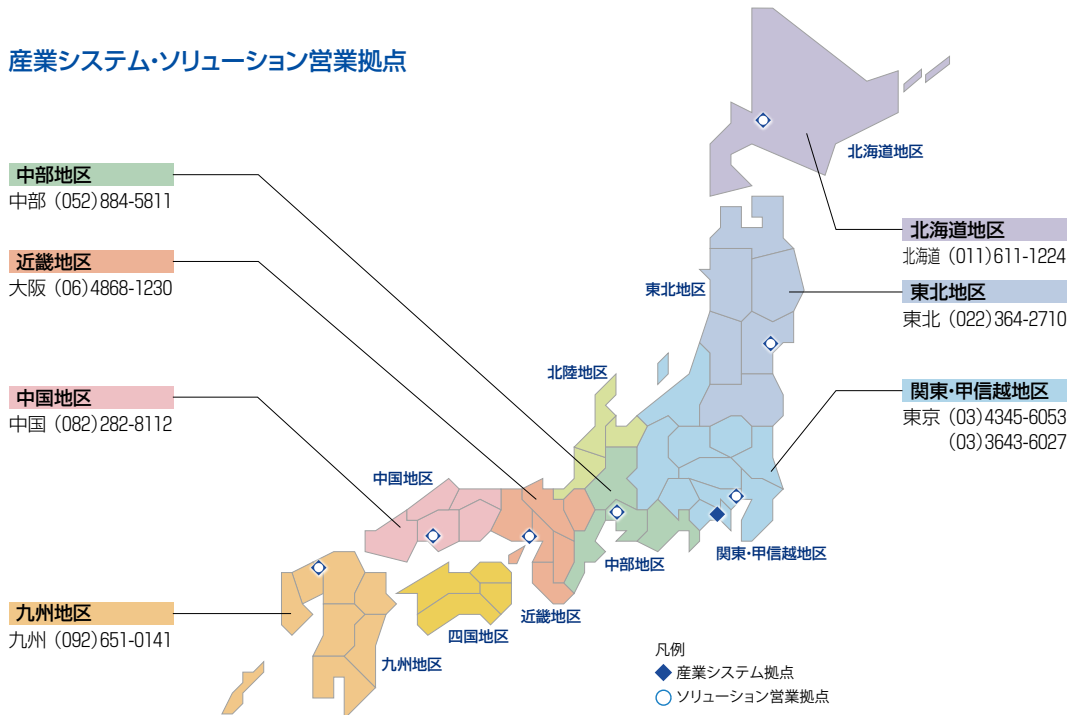 産業システム・ソリューション営業拠点
中部地区
中部 (052)884-5811
近畿地区
大阪 (06)4868-1230
中国地区
中国 (082)282-8112
九州地区
九州 (092)651-0141
北海道地区
北海道地区
北海道 (011)611-1224
東北地区
東北地区
東北 (022)364-2710
関東・甲信越地区
東京 (03)4345-6053
(03)3643-6027
北陸地区
中国地区
中部地区
関東・甲信越地区
近畿地区
四国地区
九州地区
凡例
産業システム拠点
ソリューション営業拠点